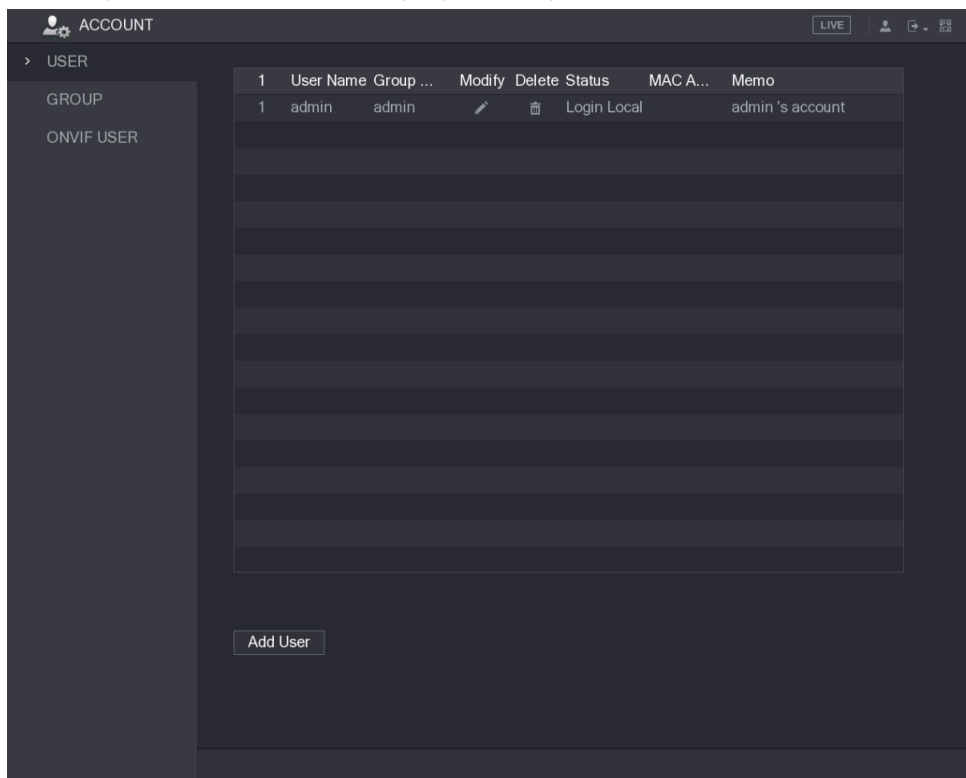 ACCOUNT
LIVE
USER
GROUP
ONVIF USER
1 User Name Group ... Modify Delete Status MAC A... Memo
1 admin admin Login Local admin 's account
Add User